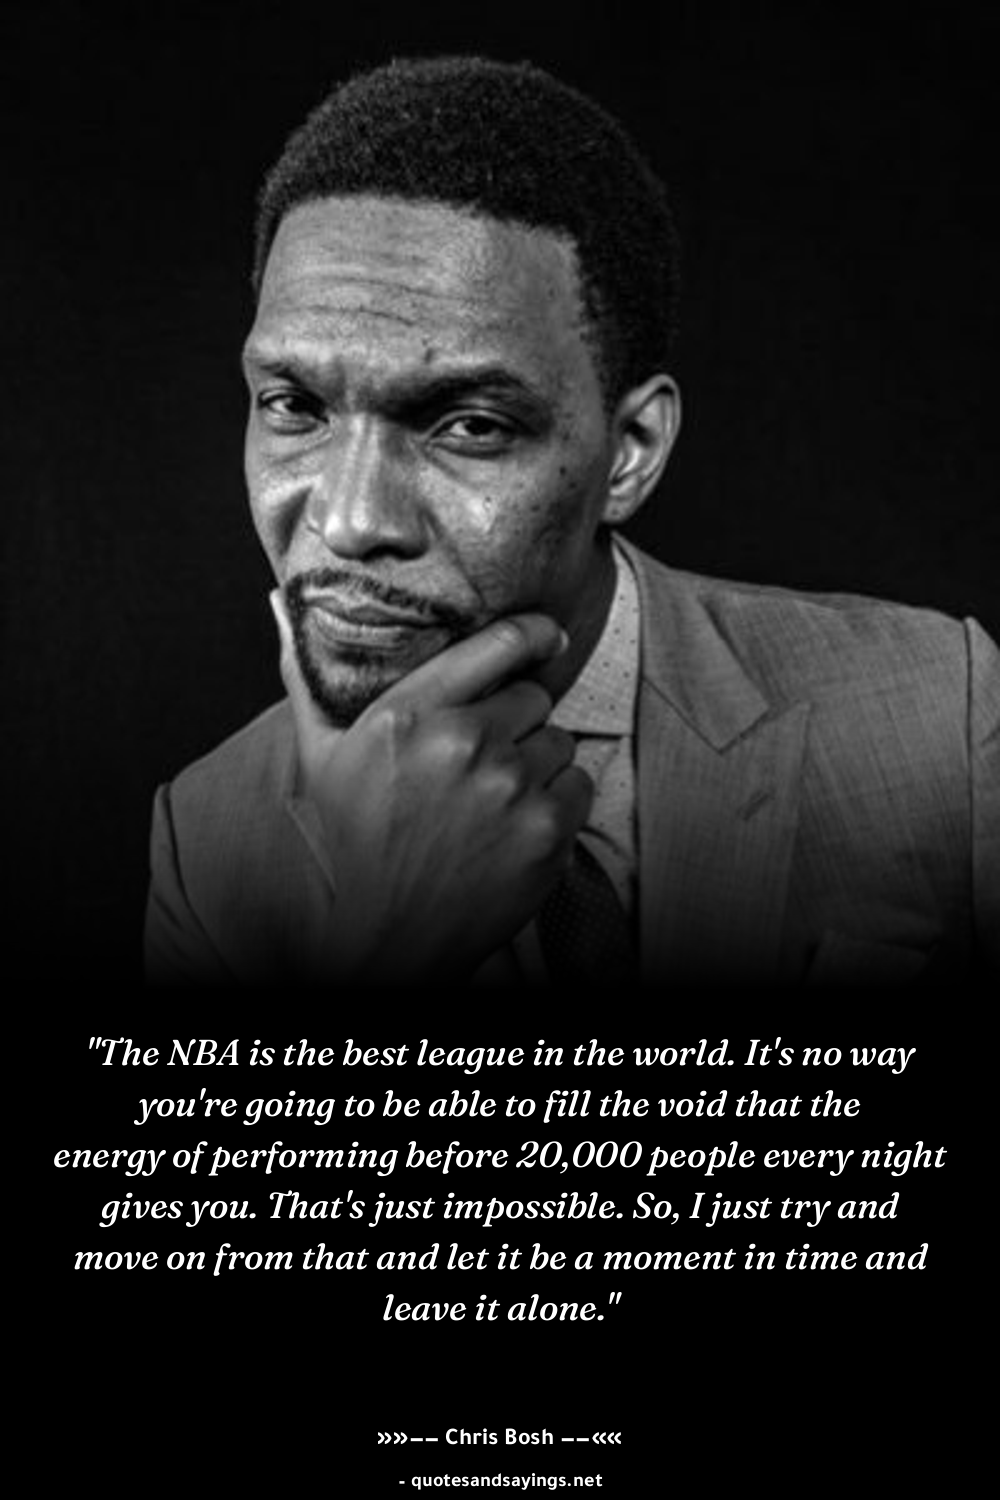 "The NBA is the best league in the world. It's no way
you're going to be able to fill the void that the
energy of performing before 20,000 people every night
gives you. That's just impossible. So, I just try and
move on from that and let it be a moment in time and
leave it alone."
»»−− Chris Bosh −−««
- quotesandsayings.net